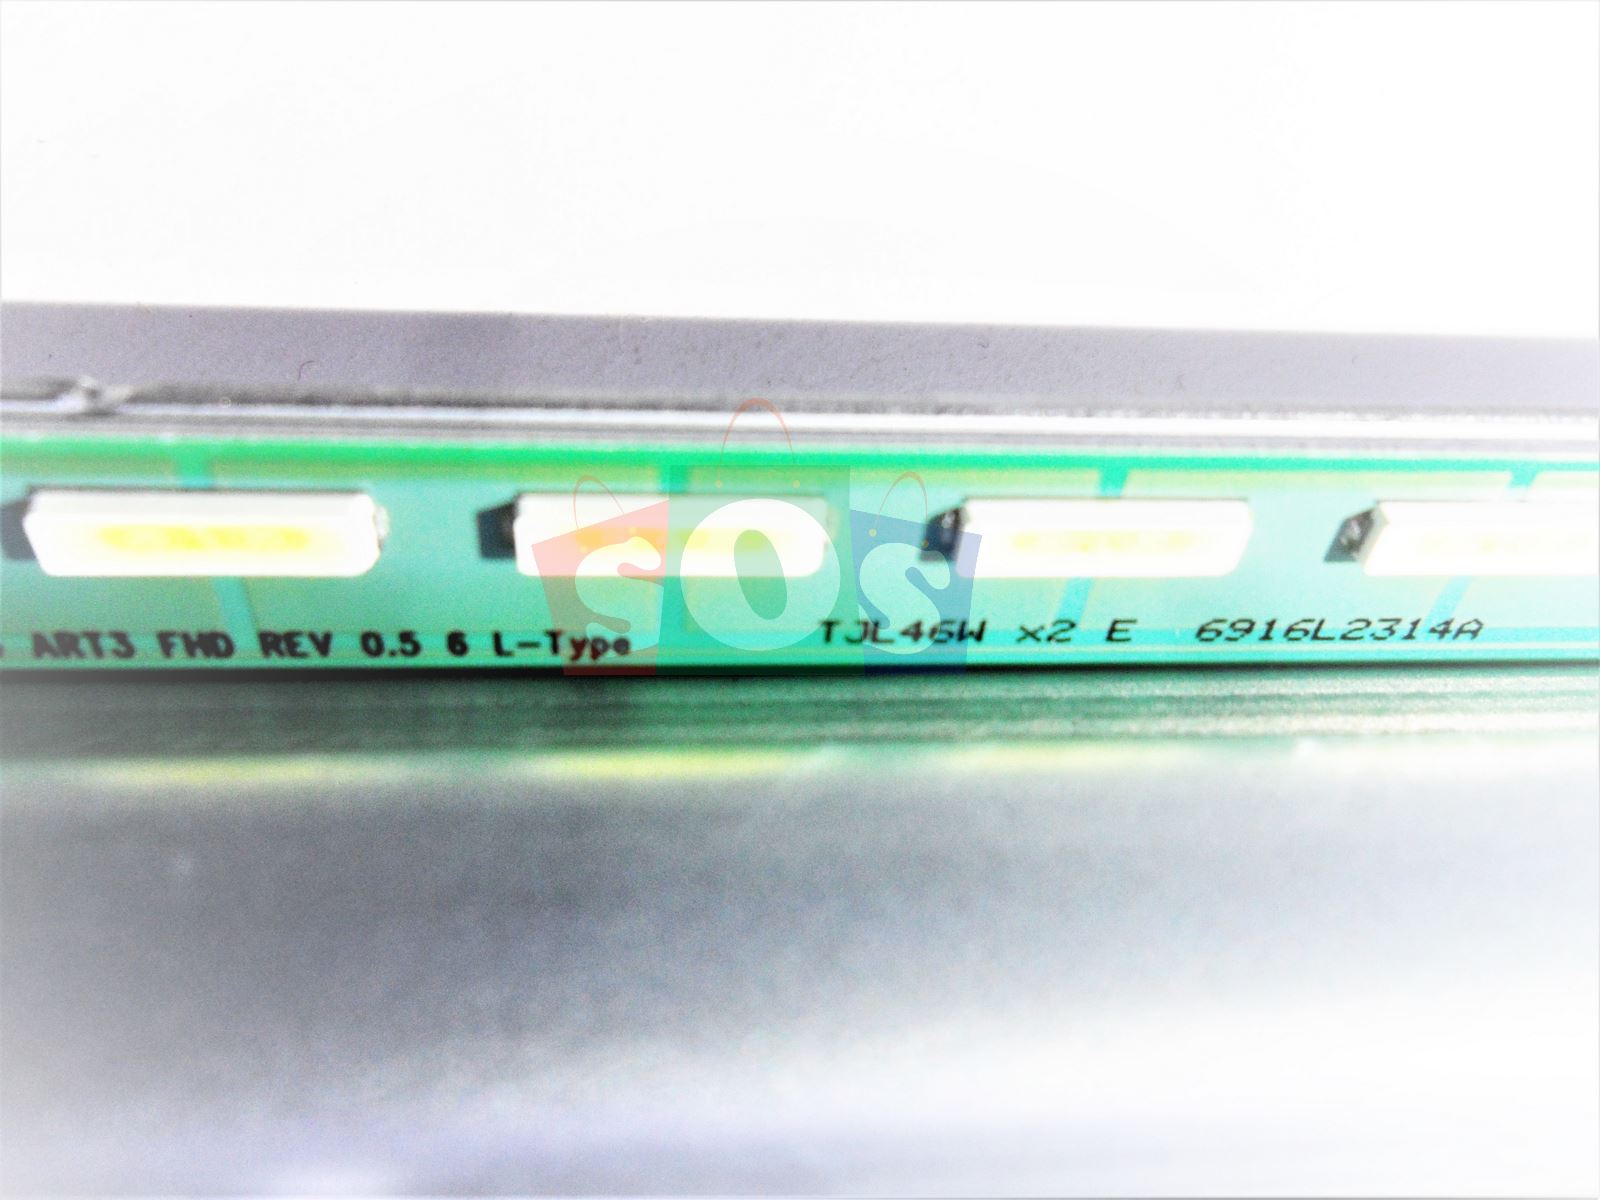 ART3 FHD REV 0.5 6 L-Type
TJL46W x2 E 6916L2314A
SOS